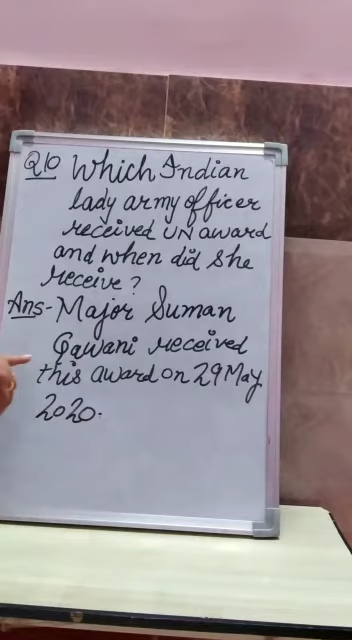 Q10 Which Indian
lady army officer
received UN award
and when did she
receive?
Ans- Major Suman
Gawani received
this award on 29 May
2020.